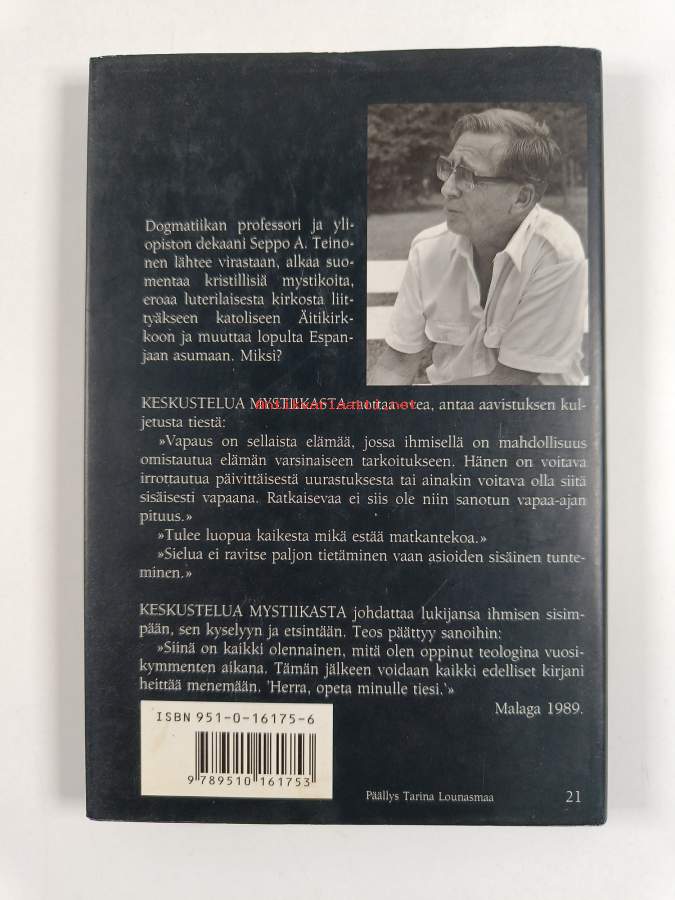 Dogmatiikan professori ja yli-
opiston dekaani Seppo A. Teino-
nen lähtee virastaan, alkaa suo-
mentaa kristillisiä mystikoita,
eroaa luterilaisesta kirkosta liit-
tyäkseen katoliseen Äitikirk-
koon ja muuttaa lopulta Espan-
jaan asumaan. Miksi?
KESKUSTELUA MYSTIIKASTA ottaa otea, antaa aavistuksen kul-
jetusta tiestä:
»Vapaus on sellaista elämää, jossa ihmisellä on mahdollisuus
omistautua elämän varsinaiseen tarkoitukseen. Hänen on voitava
irrottautua päivittäisestä uurastuksesta tai ainakin voitava olla siitä
sisäisesti vapaana. Ratkaisevaa ei siis ole niin sanotun vapaa-ajan
pituus.»
»Tulee luopua kaikesta mikä estää matkantekoa.»
»Sielua ei ravitse paljon tietäminen vaan asioiden sisäinen tunte-
minen.»
KESKUSTELUA MYSTIIKASTA johdattaa lukijansa ihmisen sisim-
pään, sen kyselyyn ja etsintään. Teos päättyy sanoihin:
»Siinä on kaikki olennainen, mitä olen oppinut teologina vuosi-
kymmenten aikana. Tämän jälkeen voidaan kaikki edelliset kirjani
heittää menemään. 'Herra, opeta minulle tiesi.'»
Malaga 1989.
ISBN 951-0-16175-6
9 789510 161753
Päällys Tarina Lounasmaa
21